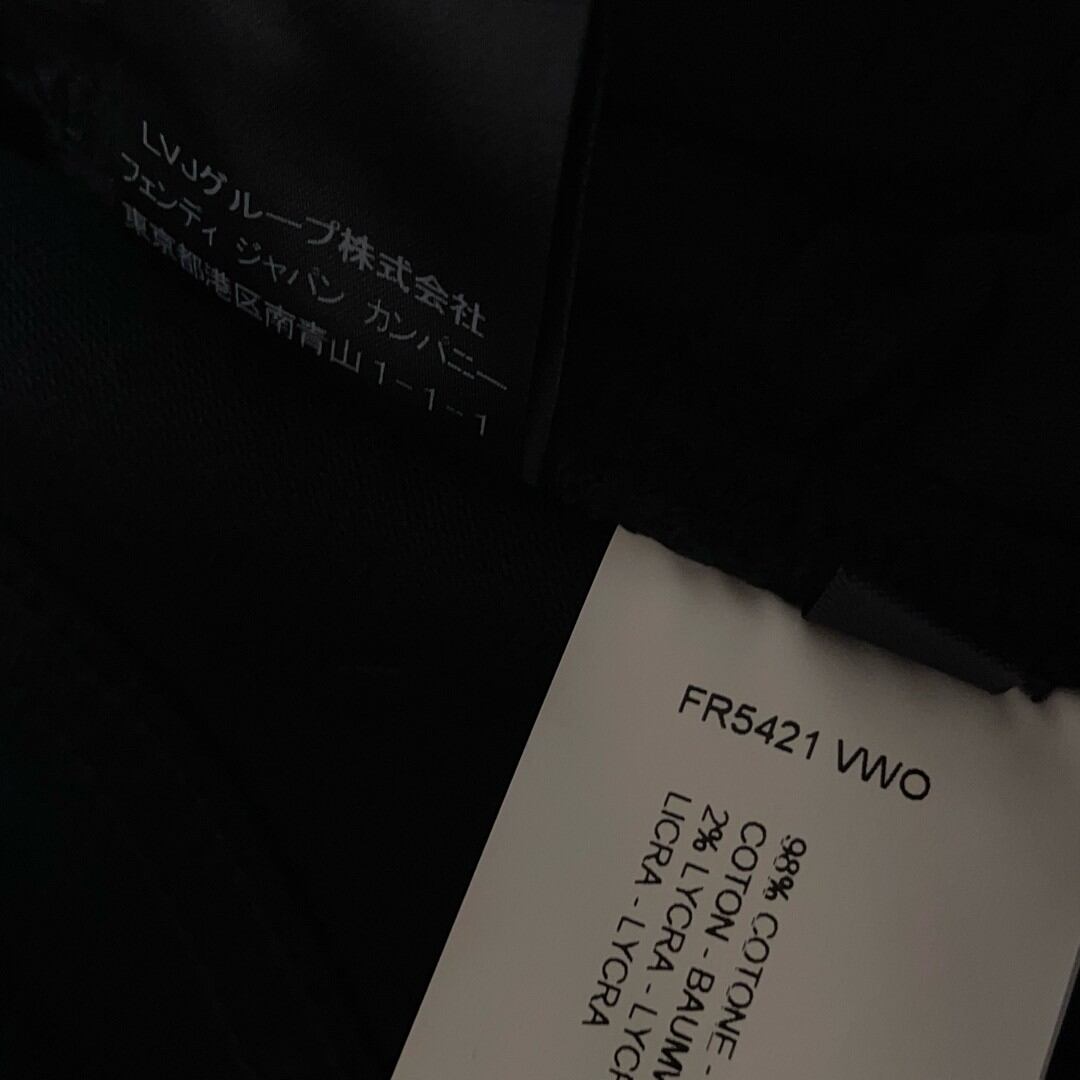 LVJグループ株式会社
フェンディ ジャパン カンパニー
東京都港区南青山1-1-1
FR5421 VWO
98% COTONE -
COTON - BAUMW
2% LYCRA - LYC
LICRA - LYCRA